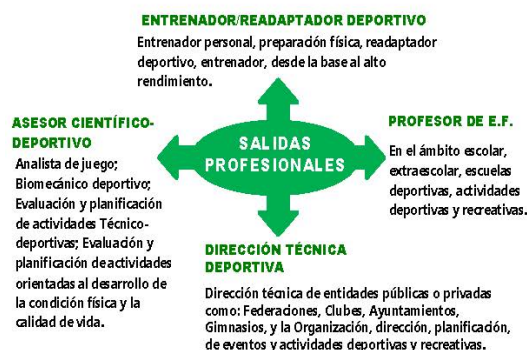 ENTRENADOR/READAPTADOR DEPORTIVO
Entrenador personal, preparación física, readaptador
deportivo, entrenador, desde la base al alto
rendimiento.
ASESOR CIENTÍFICO-
DEPORTIVO
Analista de juego;
Biomecánico deportivo;
Evaluación y planificación
de actividades Técnico-
deportivas; Evaluación y
planificación de actividades
orientadas al desarrollo de
la condición física y la
calidad de vida.
SALIDAS
PROFESIONALES
PROFESOR DE E.F.
En el ámbito escolar,
extraescolar, escuelas
deportivas, actividades
deportivas y recreativas.
DIRECCIÓN TÉCNICA
DEPORTIVA
Dirección técnica de entidades públicas o privadas
como: Federaciones, Clubes, Ayuntamientos,
Gimnasios, y la Organización, dirección, planificación,
de eventos y actividades deportivas y recreativas.